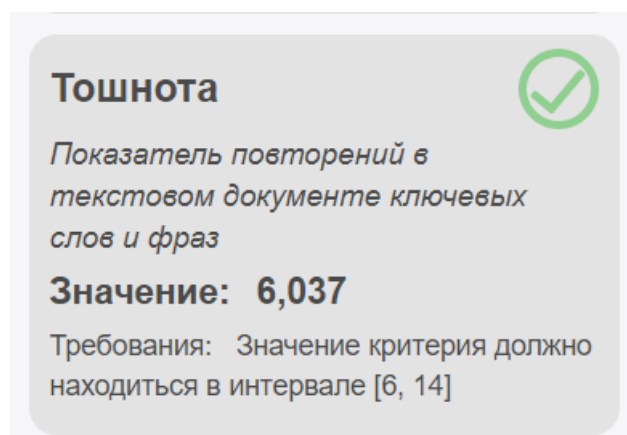 Тошнота
Показатель повторений в
текстовом документе ключевых
слов и фраз
Значение: 6,037
Требования: Значение критерия должно
находиться в интервале [6, 14]